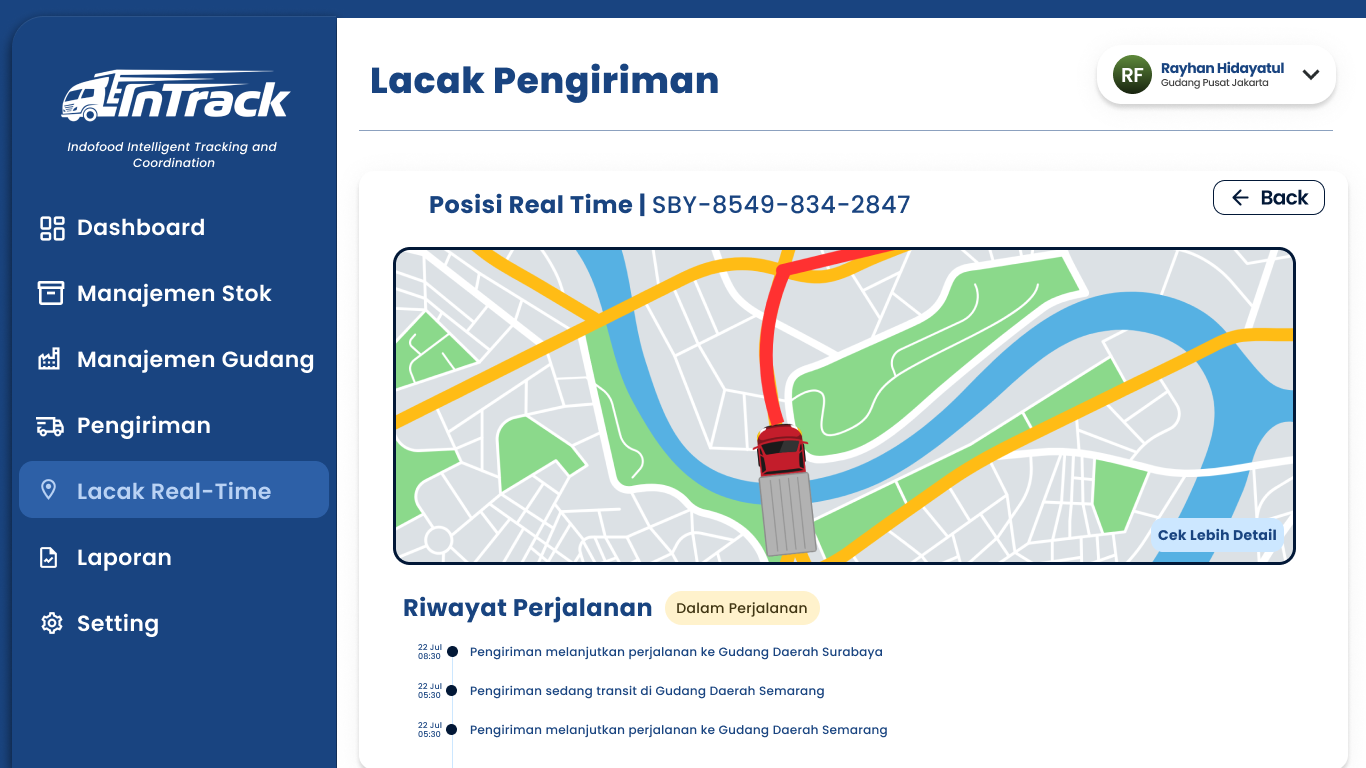 InTrack
Indofood Intelligent Tracking and
Coordination
Dashboard
Manajemen Stok
Manajemen Gudang
Pengiriman
Lacak Real-Time
Laporan
Setting
Lacak Pengiriman
RF
Rayhan Hidayatul
Gudang Pusat Jakarta
Posisi Real Time | SBY-8549-834-2847
Back
Cek Lebih Detail
Riwayat Perjalanan
Dalam Perjalanan
22 Jul
08:30
Pengiriman melanjutkan perjalanan ke Gudang Daerah Surabaya
22 Jul
05:30
Pengiriman sedang transit di Gudang Daerah Semarang
22 Jul
05:30
Pengiriman melanjutkan perjalanan ke Gudang Daerah Semarang